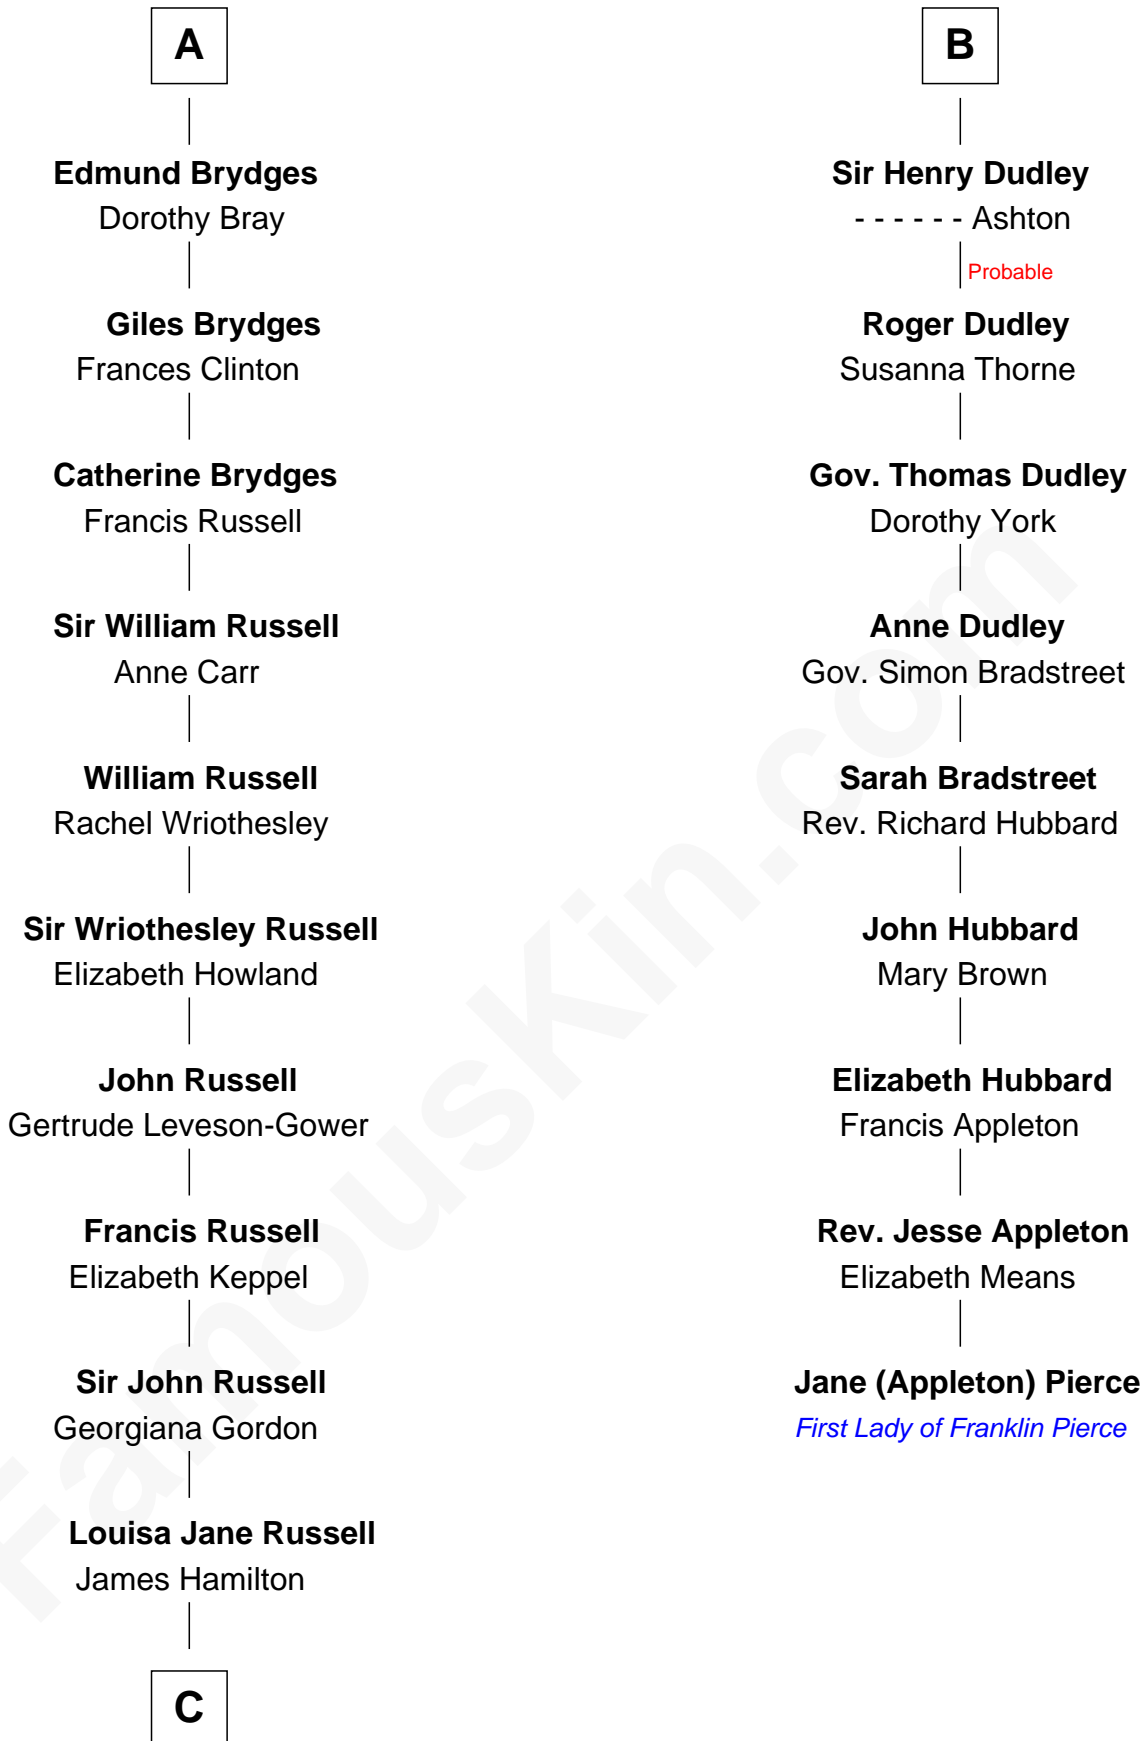 A
Edmund Brydges
Dorothy Bray
Giles Brydges
Frances Clinton
Catherine Brydges
Francis Russell
Sir William Russell
Anne Carr
William Russell
Rachel Wriothesley
Sir Wriothesley Russell
Elizabeth Howland
John Russell
Gertrude Leveson-Gower
Francis Russell
Elizabeth Keppel
Sir John Russell
Georgiana Gordon
Louisa Jane Russell
James Hamilton
C
B
Sir Henry Dudley
- - - - - - Ashton
Probable
Roger Dudley
Susanna Thorne
Gov. Thomas Dudley
Dorothy York
Anne Dudley
Gov. Simon Bradstreet
Sarah Bradstreet
Rev. Richard Hubbard
John Hubbard
Mary Brown
Elizabeth Hubbard
Francis Appleton
Rev. Jesse Appleton
Elizabeth Means
Jane (Appleton) Pierce
First Lady of Franklin Pierce
FamousKin.com